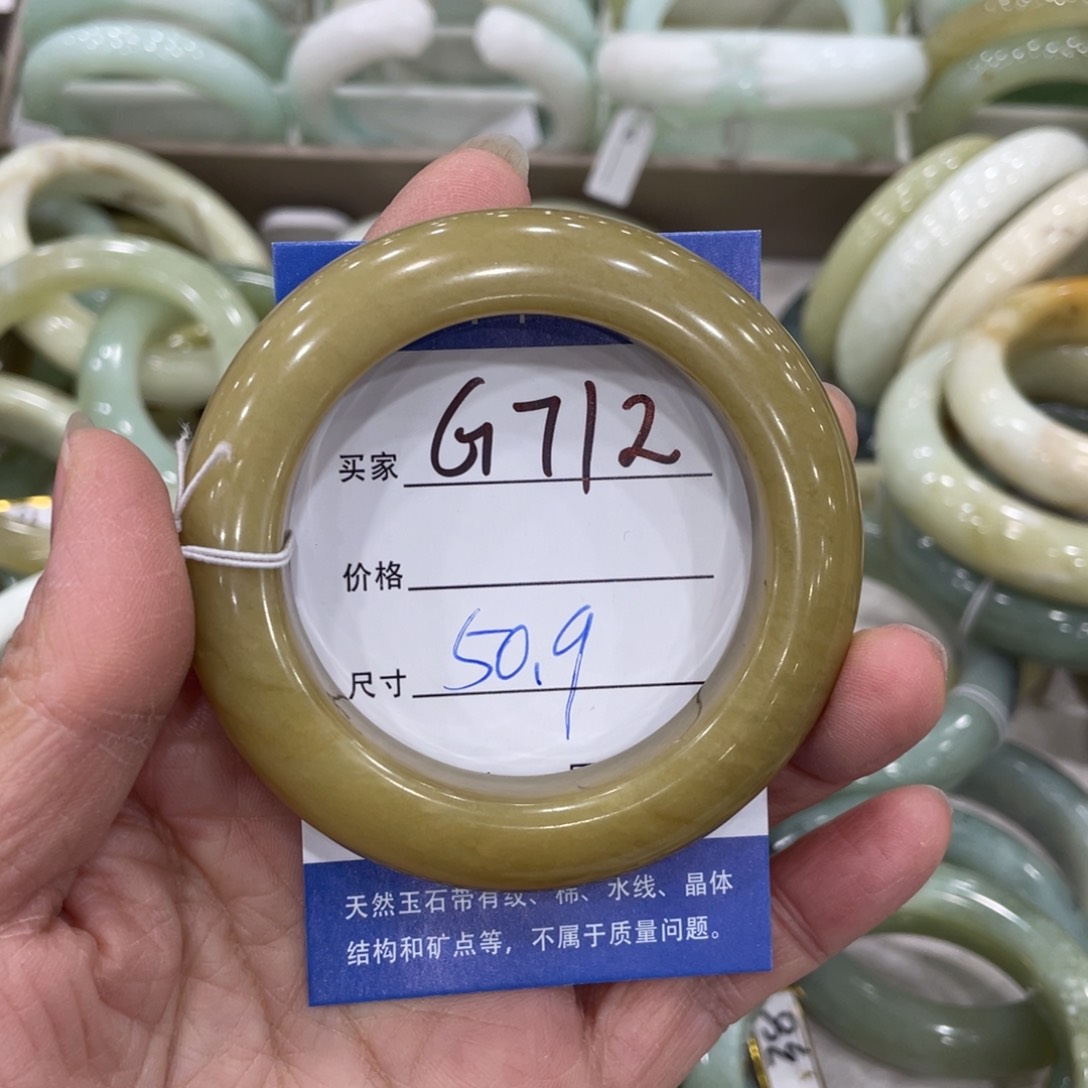 买家 G712
价格
尺寸 50.9
天然玉石带有纹、棉、水线、晶体
结构和矿点等，不属于质量问题。